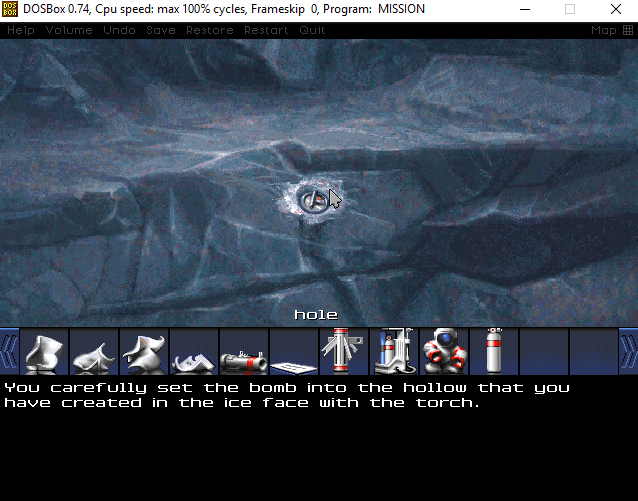 DOSBox 0.74, Cpu speed: max 100% cycles, Frameskip 0, Program: MISSION
Help Volume Undo Save Restore Restart Quit Map
hole
You carefully set the bomb into the hollow that you
have created in the ice face with the torch.